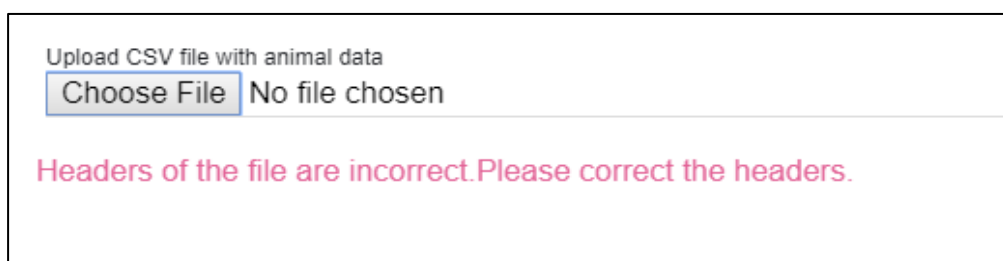 Upload CSV file with animal data
Choose File No file chosen
Headers of the file are incorrect.Please correct the headers.